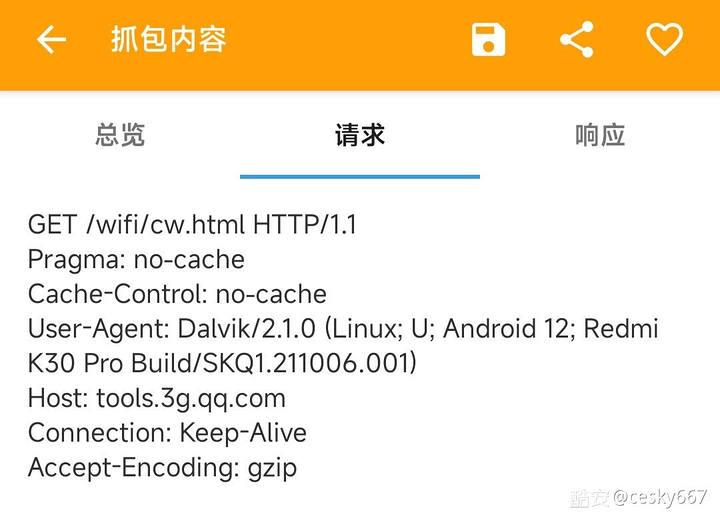 抓包内容
总览 请求 响应
GET /wifi/cw.html HTTP/1.1
Pragma: no-cache
Cache-Control: no-cache
User-Agent: Dalvik/2.1.0 (Linux; U; Android 12; Redmi
K30 Pro Build/SKQ1.211006.001)
Host: tools.3g.qq.com
Connection: Keep-Alive
Accept-Encoding: gzip
酷安 @cesky667